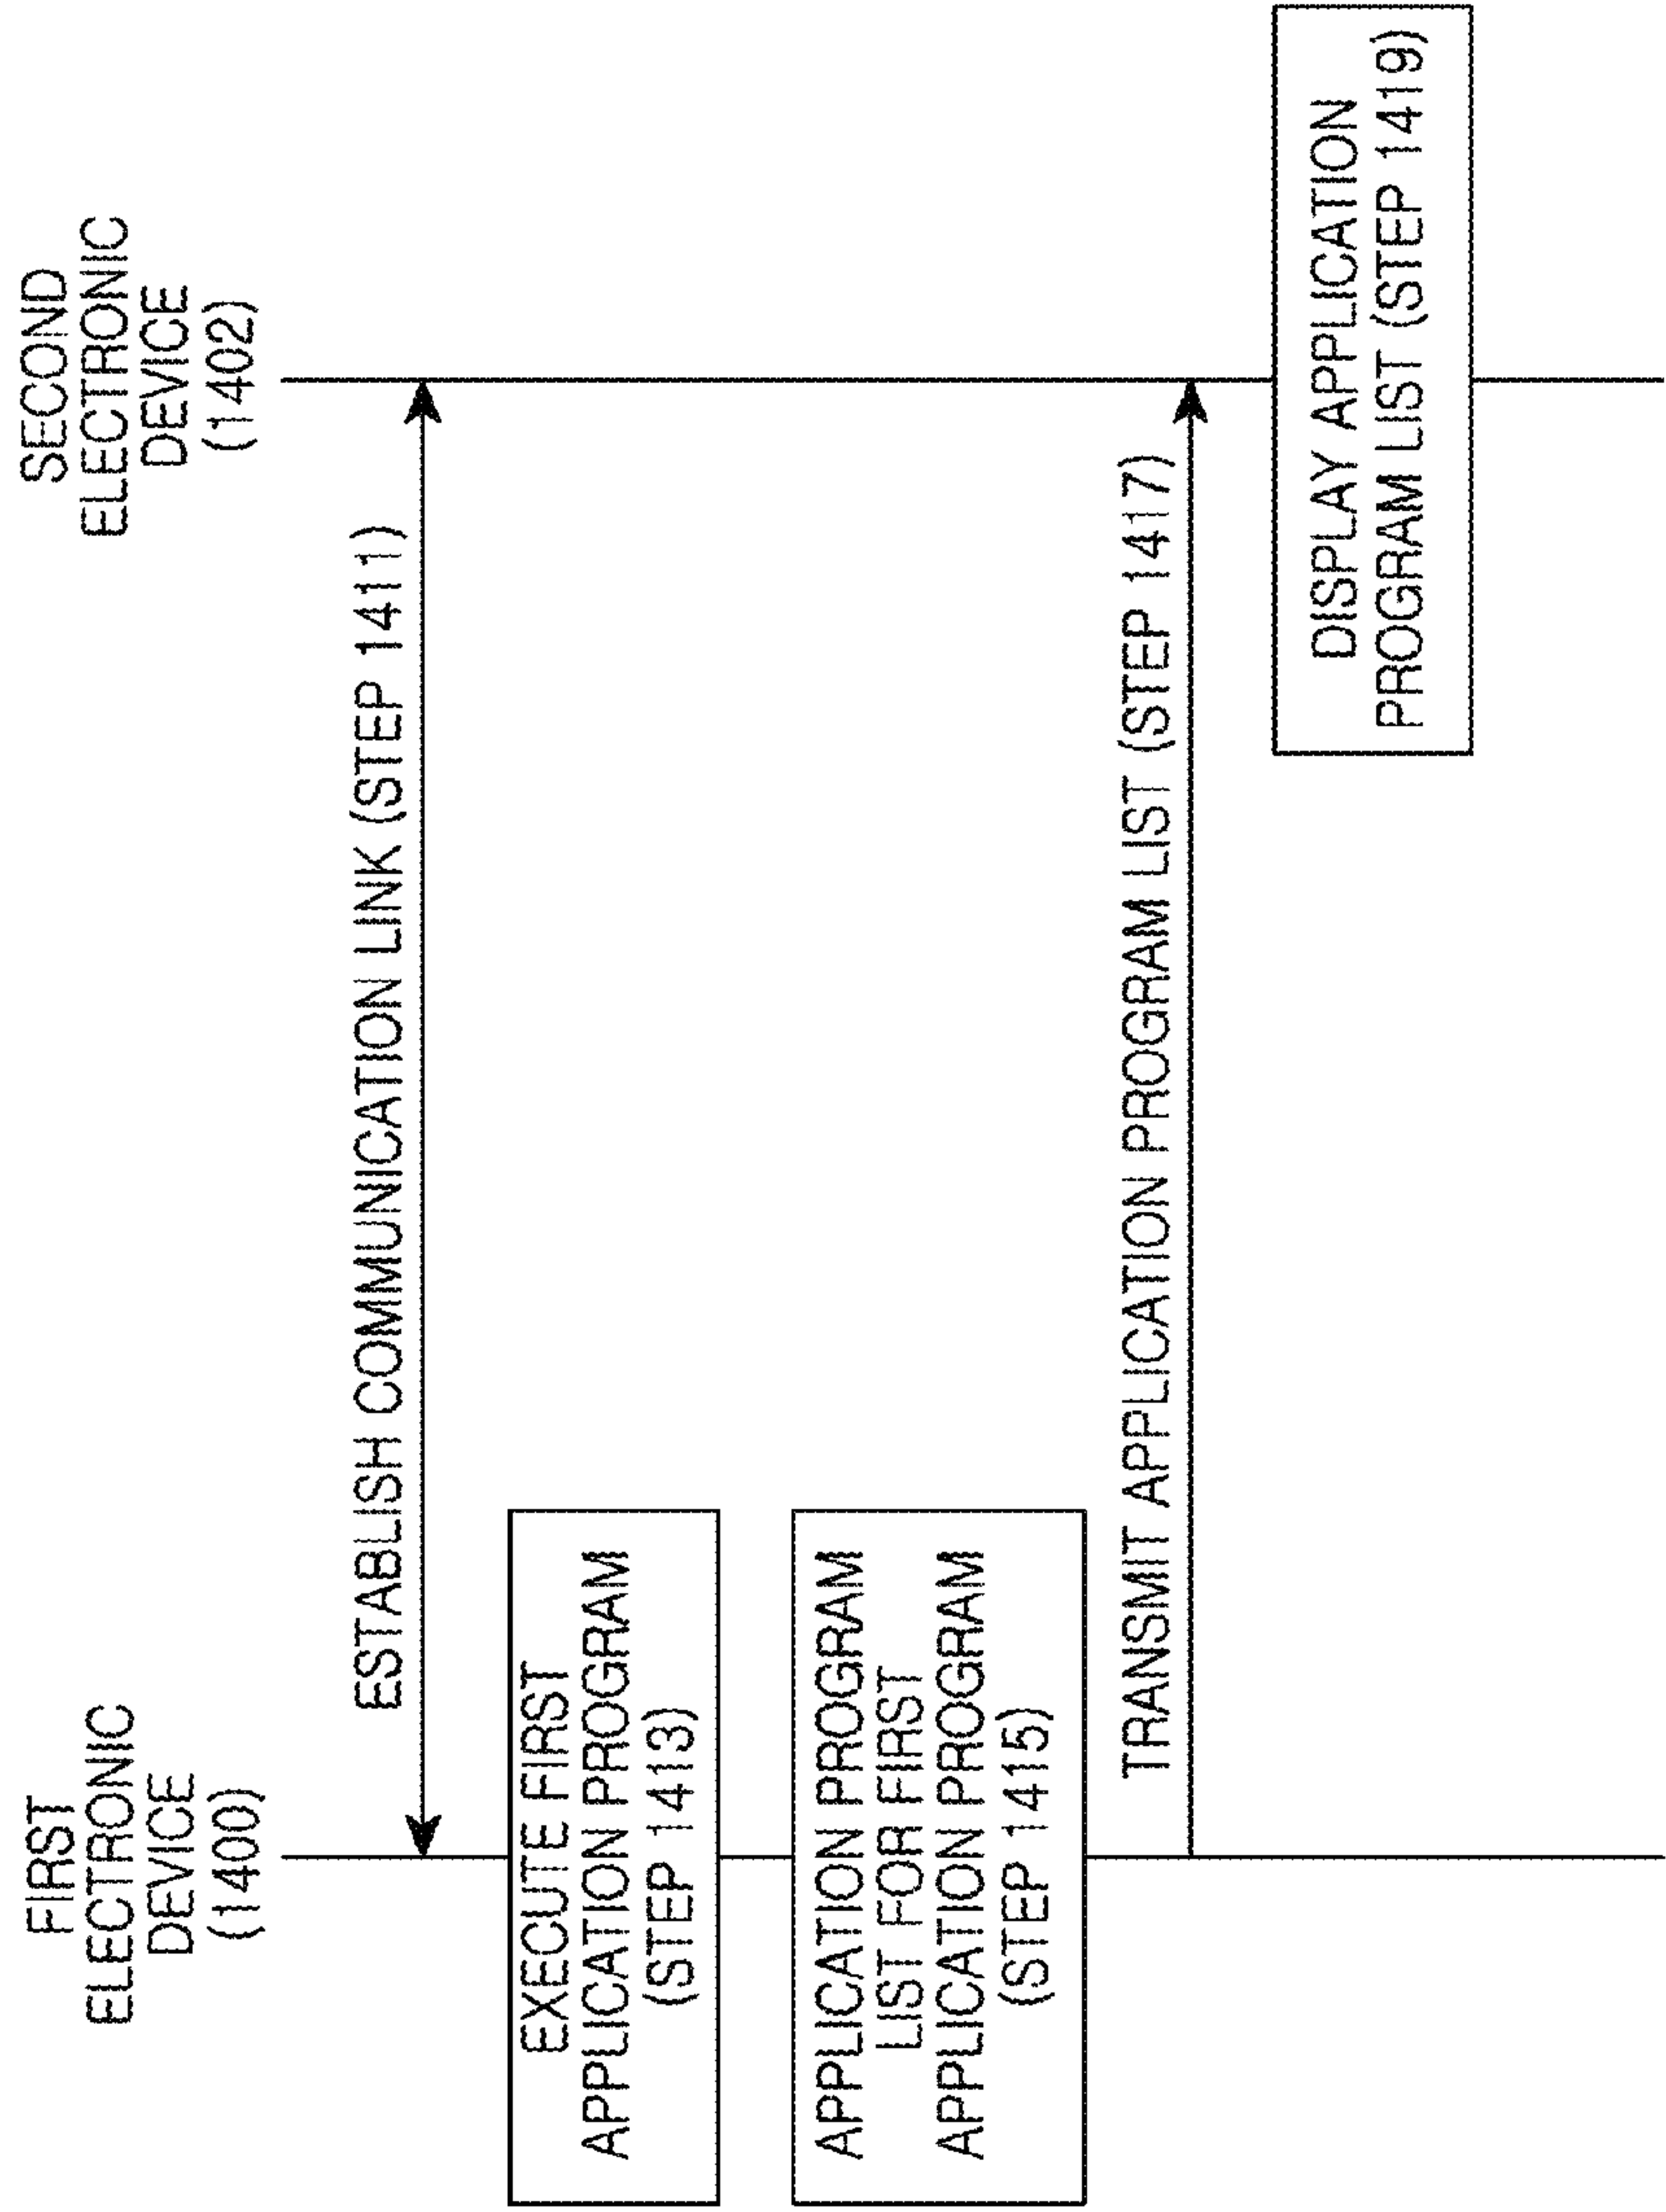 FIRST
ELECTRONIC
DEVICE
(1400)
SECOND
ELECTRONIC
DEVICE
(1402)
ESTABLISH COMMUNICATION LINK (STEP 1411)
EXECUTE FIRST
APPLICATION PROGRAM
(STEP 1413)
APPLICATION PROGRAM
LIST FOR FIRST
APPLICATION PROGRAM
(STEP 1415)
TRANSMIT APPLICATION PROGRAM LIST (STEP 1417)
DISPLAY APPLICATION
PROGRAM LIST (STEP 1419)